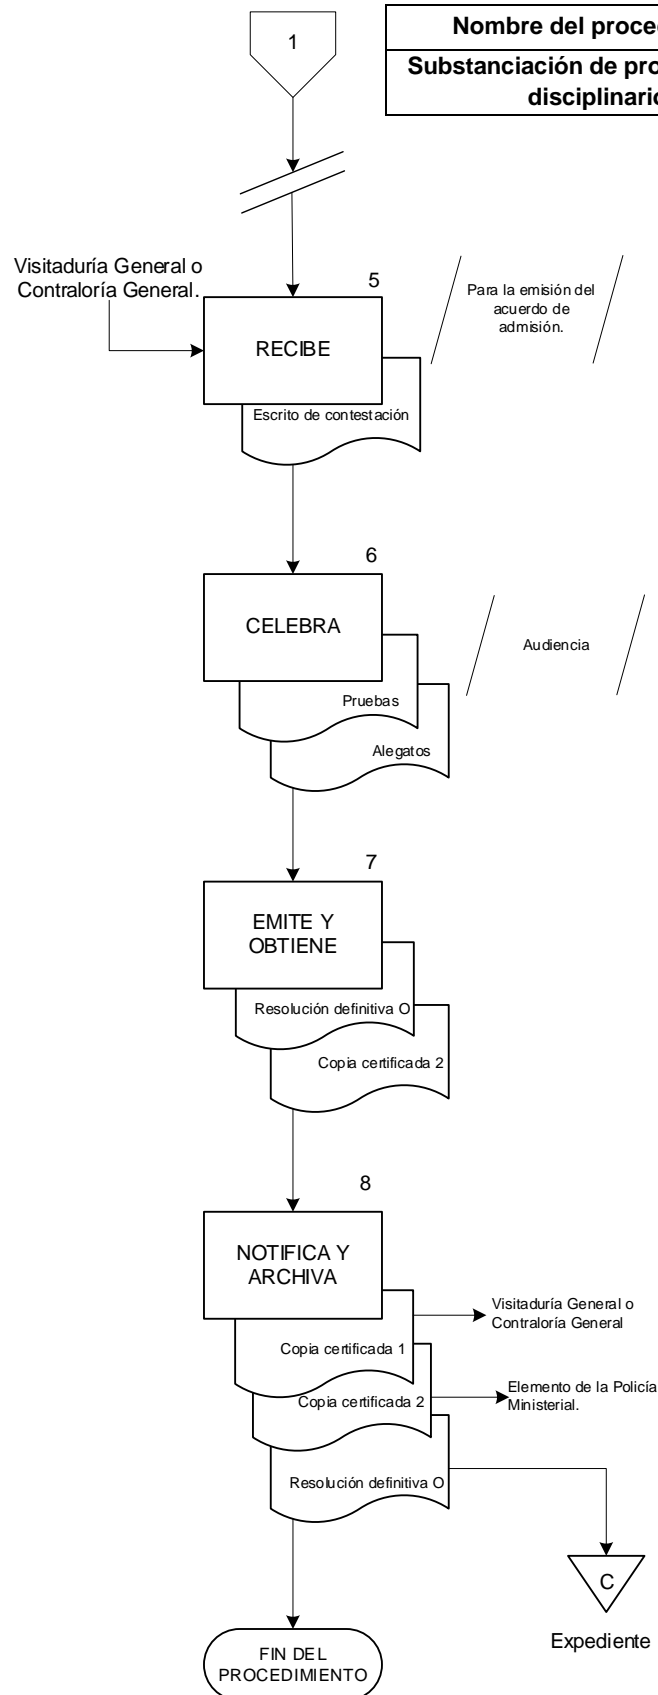 1
Nombre del proce
Substanciación de pro
disciplinari
Visitaduría General o
Contraloría General.
5
RECIBE
Para la emisión del
acuerdo de
admisión.
Escrito de contestación
6
CELEBRA
Audiencia
Pruebas
Alegatos
7
EMITE Y
OBTIENE
Resolución definitiva O
Copia certificada 2
8
NOTIFICA Y
ARCHIVA
Visitaduría General o
Contraloría General
Copia certificada 1
Elemento de la Policía
Ministerial.
Copia certificada 2
Resolución definitiva O
C
Expediente
FIN DEL
PROCEDIMIENTO